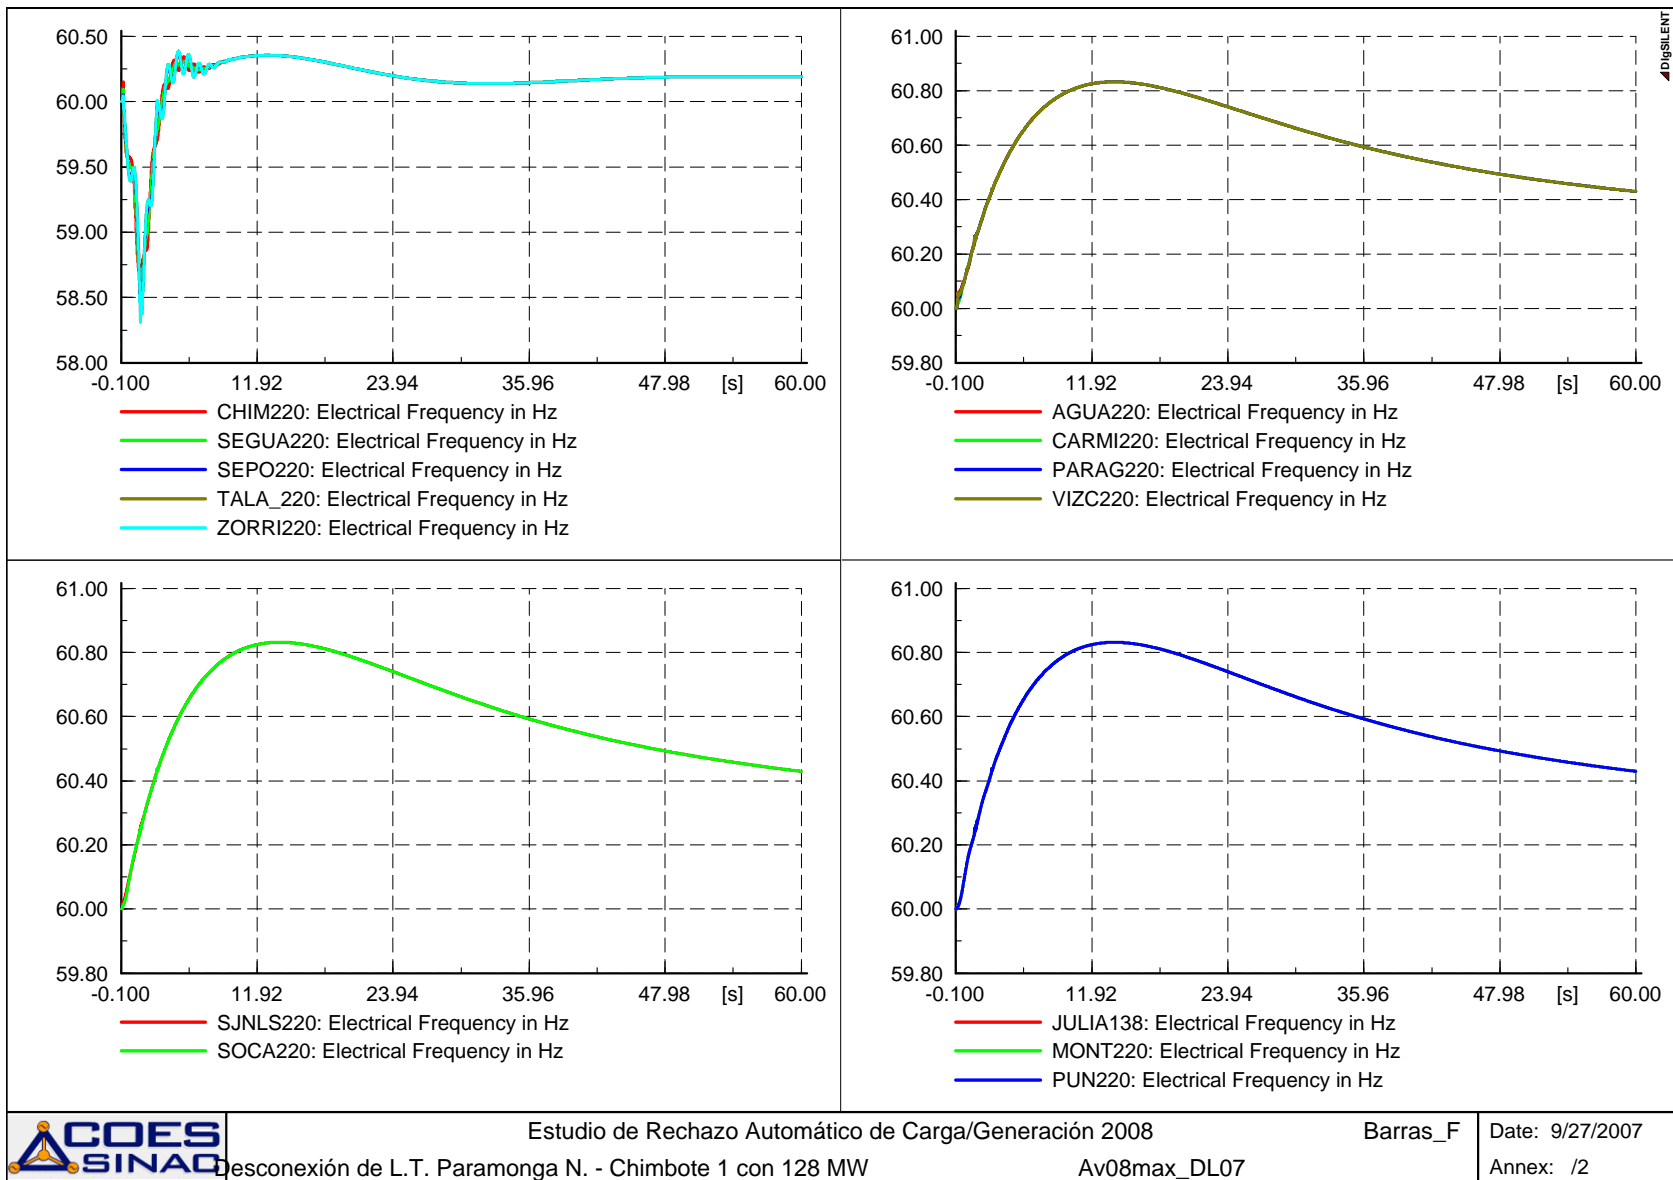 60.50
60.00
59.50
59.00
58.50
58.00
-0.100 11.92 23.94 35.96 47.98 [s] 60.00
CHIM220: Electrical Frequency in Hz
SEGUA220: Electrical Frequency in Hz
SEPO220: Electrical Frequency in Hz
TALA_220: Electrical Frequency in Hz
ZORRI220: Electrical Frequency in Hz
61.00
60.80
60.60
60.40
60.20
60.00
59.80
-0.100 11.92 23.94 35.96 47.98 [s] 60.00
AGUA220: Electrical Frequency in Hz
CARMI220: Electrical Frequency in Hz
PARAG220: Electrical Frequency in Hz
VIZC220: Electrical Frequency in Hz
DIgSILENT
61.00
60.80
60.60
60.40
60.20
60.00
59.80
-0.100 11.92 23.94 35.96 47.98 [s] 60.00
SJNLS220: Electrical Frequency in Hz
SOCA220: Electrical Frequency in Hz
61.00
60.80
60.60
60.40
60.20
60.00
59.80
-0.100 11.92 23.94 35.96 47.98 [s] 60.00
JULIA138: Electrical Frequency in Hz
MONT220: Electrical Frequency in Hz
PUN220: Electrical Frequency in Hz
COES
SINAC
Estudio de Rechazo Automático de Carga/Generación 2008 Barras_F
Desconexión de L.T. Paramonga N. - Chimbote 1 con 128 MW Av08max_DL07
Date: 9/27/2007
Annex: /2